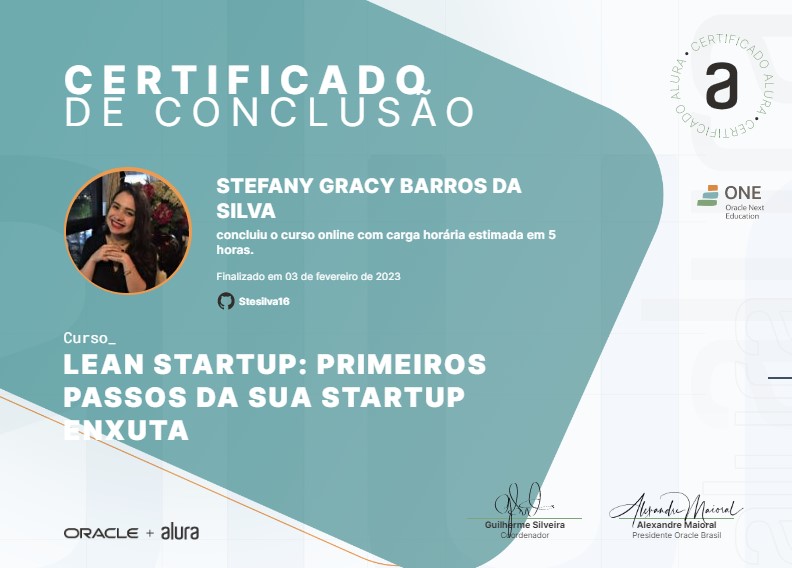 CERTIFICADO
DE CONCLUSÃO
CERTIFICADO ALURA • CERTIFICADO ALURA •
a
ONE
Oracle Next
Education
STEFANY GRACY BARROS DA
SILVA
concluiu o curso online com carga horária estimada em 5
horas.
Finalizado em 03 de fevereiro de 2023
Stesilva16
Curso_
LEAN STARTUP: PRIMEIROS
PASSOS DA SUA STARTUP
ENXUTA
ORACLE + alura
Alexandre Maioral
Guilherme Silveira
Coordenador
Alexandre Maioral
Presidente Oracle Brasil